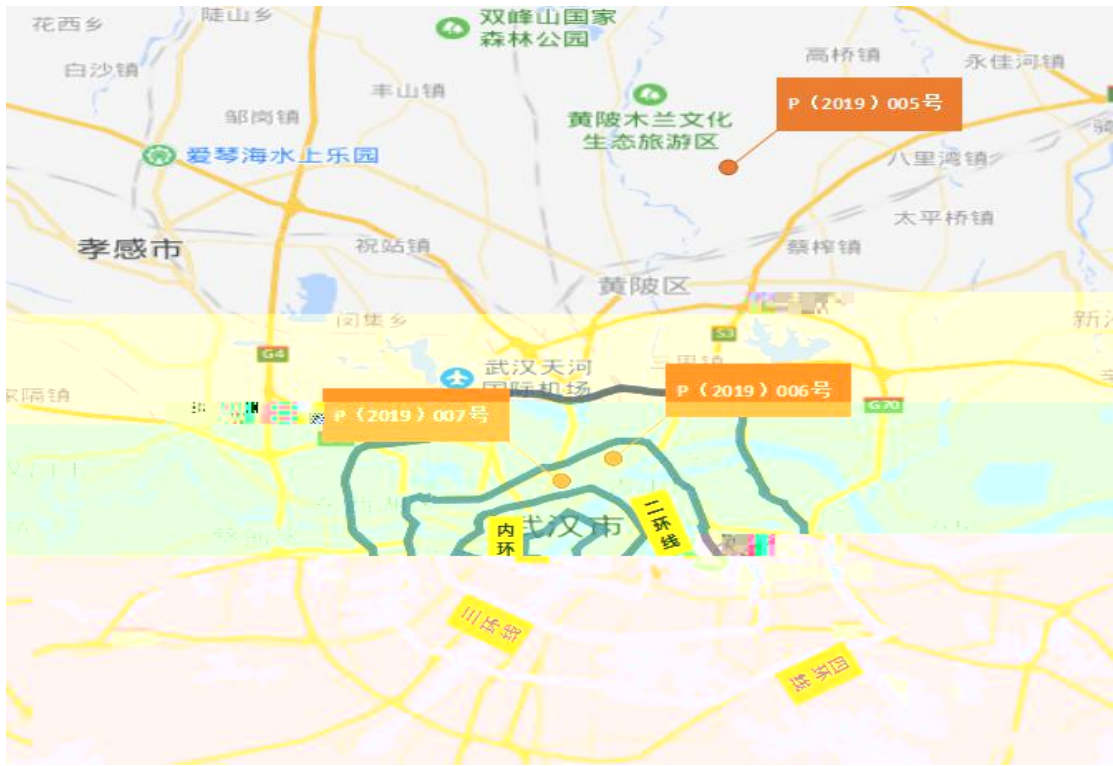 花西乡
陡山乡
双峰山国家
森林公园
高桥镇
永佳河镇
白沙镇
丰山镇
P（2019）005号
邹岗镇
黄陂木兰文化
生态旅游区
爱琴海水上乐园
八里湾镇
太平桥镇
孝感市
祝站镇
蔡榨镇
黄陂区
闵集乡
S3
G4
武汉天河
国际机场
P（2019）006号
G70
P（2019）007号
武汉市
内环
二环线
三环线
四环线